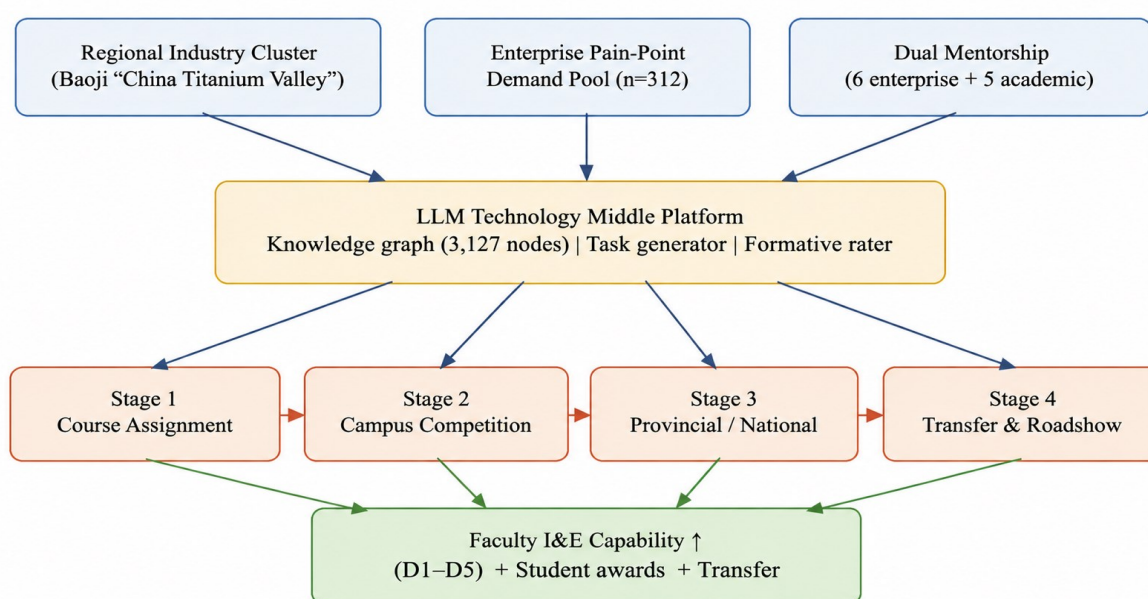 Regional Industry Cluster
(Baoji “China Titanium Valley”)
Enterprise Pain-Point
Demand Pool (n=312)
Dual Mentorship
(6 enterprise + 5 academic)
LLM Technology Middle Platform
Knowledge graph (3,127 nodes) | Task generator | Formative rater
Stage 1
Course Assignment
Stage 2
Campus Competition
Stage 3
Provincial / National
Stage 4
Transfer & Roadshow
Faculty I&E Capability ↑
(D1–D5) + Student awards + Transfer